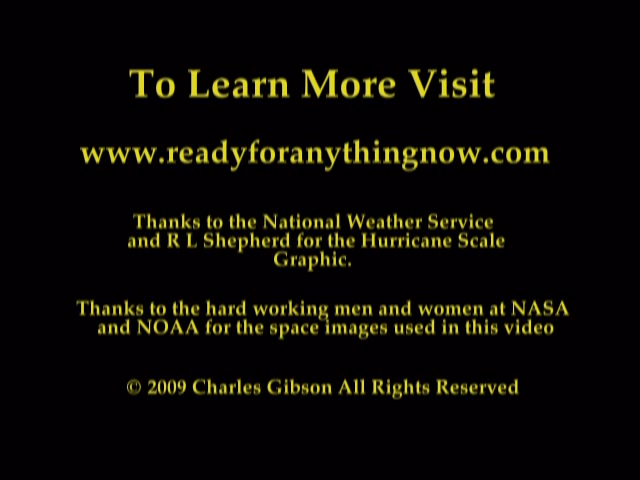 To Learn More Visit
www.readyforanythingnow.com
Thanks to the National Weather Service
and R L Shepherd for the Hurricane Scale
Graphic.
Thanks to the hard working men and women at NASA
and NOAA for the space images used in this video
© 2009 Charles Gibson All Rights Reserved